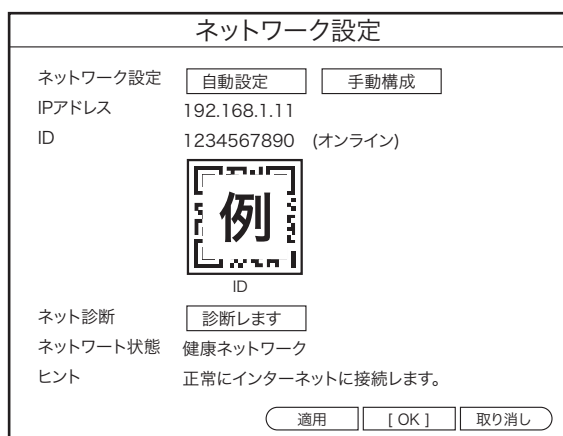 ネットワーク設定
ネットワーク設定 自動設定 手動構成
IPアドレス 192.168.1.11
ID 1234567890 (オンライン)
例
ID
ネット診断 診断します
ネットワート状態 健康ネットワーク
ヒント 正常にインターネットに接続します。
適用 [ OK ] 取り消し